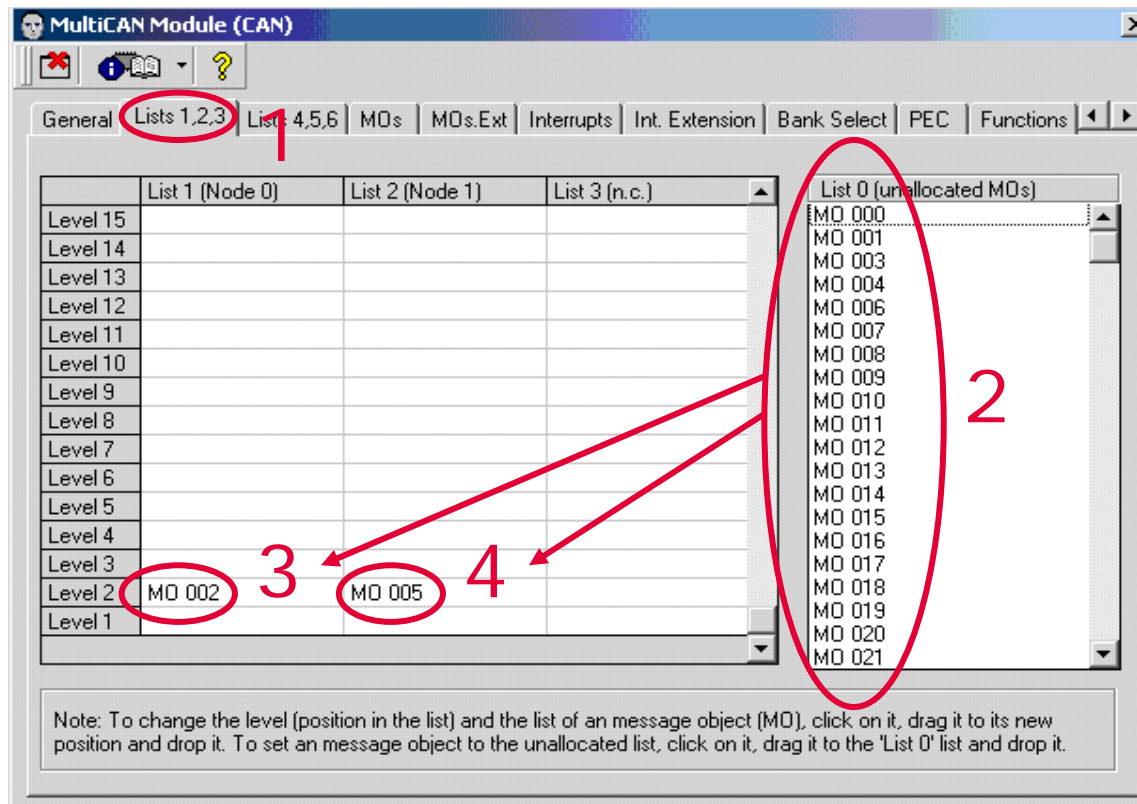 MultiCAN Module (CAN)
General Lists 1,2,3 Lists 4,5,6 MOs MOs.Ext Interrupts Int. Extension Bank Select PEC Functions
1
List 1 (Node 0) List 2 (Node 1) List 3 (n.c.)
Level 15
Level 14
Level 13
Level 12
Level 11
Level 10
Level 9
Level 8
Level 7
Level 6
Level 5
Level 4
Level 3
Level 2 MO 002 MO 005
Level 1
3
4
List 0 (unallocated MOs)
MO 000
MO 001
MO 003
MO 004
MO 006
MO 007
MO 008
MO 009
MO 010
MO 011
MO 012
MO 013
MO 014
MO 015
MO 016
MO 017
MO 018
MO 019
MO 020
MO 021
2
Note: To change the level (position in the list) and the list of an message object (MO), click on it, drag it to its new
position and drop it. To set an message object to the unallocated list, click on it, drag it to the 'List 0' list and drop it.